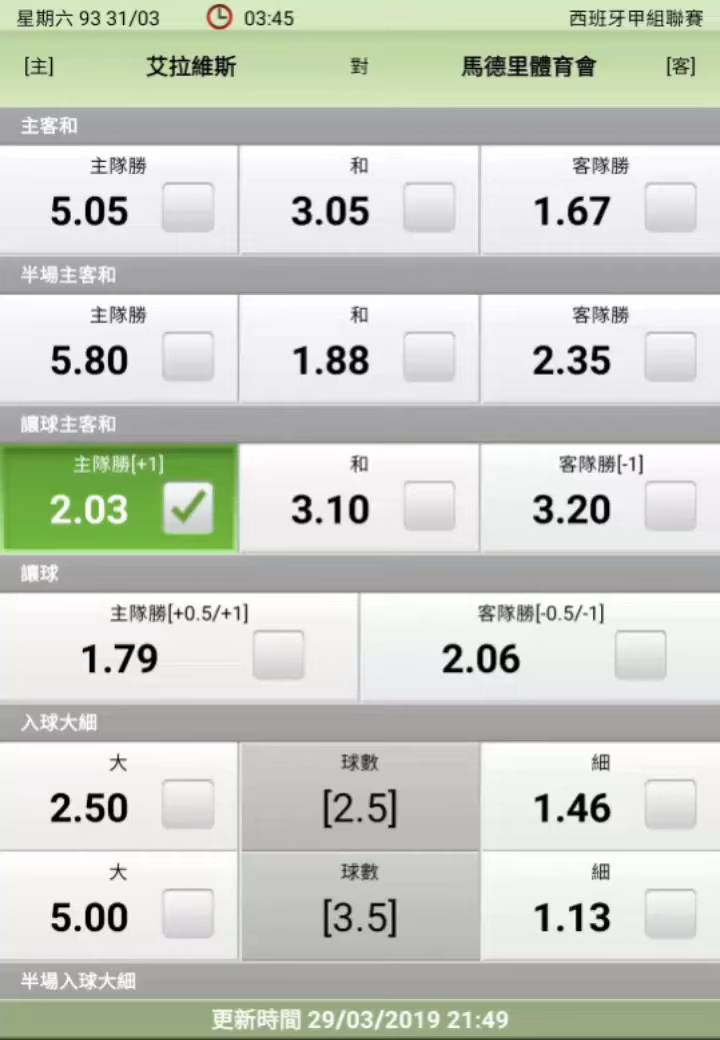 星期六 93 31/03 03:45 西班牙甲組聯賽
[主] 艾拉維斯 對 馬德里體育會 [客]
主客和
主隊勝 和 客隊勝
5.05 3.05 1.67
半場主客和
主隊勝 和 客隊勝
5.80 1.88 2.35
讓球主客和
主隊勝[+1] 和 客隊勝[-1]
2.03 3.10 3.20
讓球
主隊勝[+0.5/+1] 客隊勝[-0.5/-1]
1.79 2.06
入球大細
大 球數 細
2.50 [2.5] 1.46
大 球數 細
5.00 [3.5] 1.13
半場入球大細
更新時間 29/03/2019 21:49